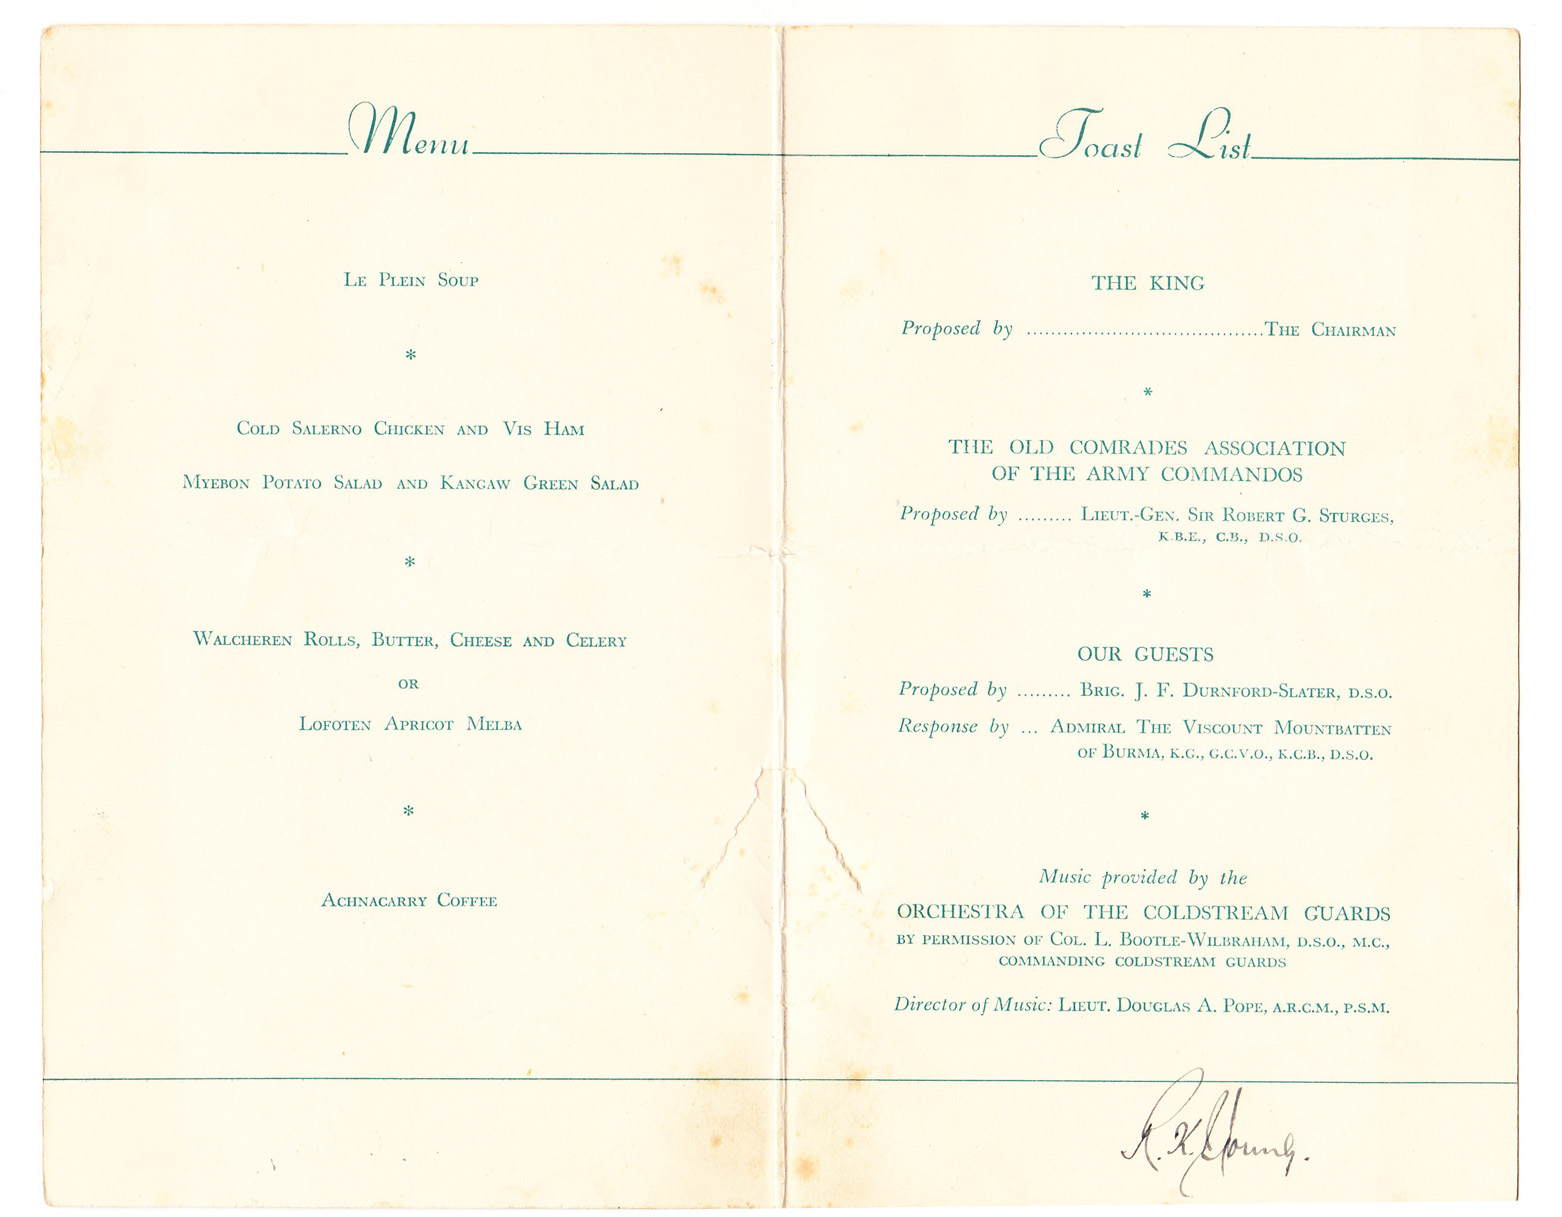 Menu
Le Plein Soup
*
Cold Salerno Chicken and Vis Ham
Myebon Potato Salad and Kangaw Green Salad
*
Walcheren Rolls, Butter, Cheese and Celery
or
Lofoten Apricot Melba
*
Achnacarry Coffee
Toast List
THE KING
Proposed by .......................................The Chairman
*
THE OLD COMRADES ASSOCIATION
OF THE ARMY COMMANDOS
Proposed by ......... Lieut.-Gen. Sir Robert G. Sturges,
K.B.E., C.B., D.S.O.
*
OUR GUESTS
Proposed by ......... Brig. J. F. Durnford-Slater, D.S.O.
Response by ... Admiral The Viscount Mountbatten
of Burma, K.G., G.C.V.O., K.C.B., D.S.O.
*
Music provided by the
ORCHESTRA OF THE COLDSTREAM GUARDS
by permission of Col. L. Bootle-Wilbraham, D.S.O., M.C.,
commanding coldstream guards
Director of Music: Lieut. Douglas A. Pope, A.R.C.M., P.S.M.
R. K. Young.